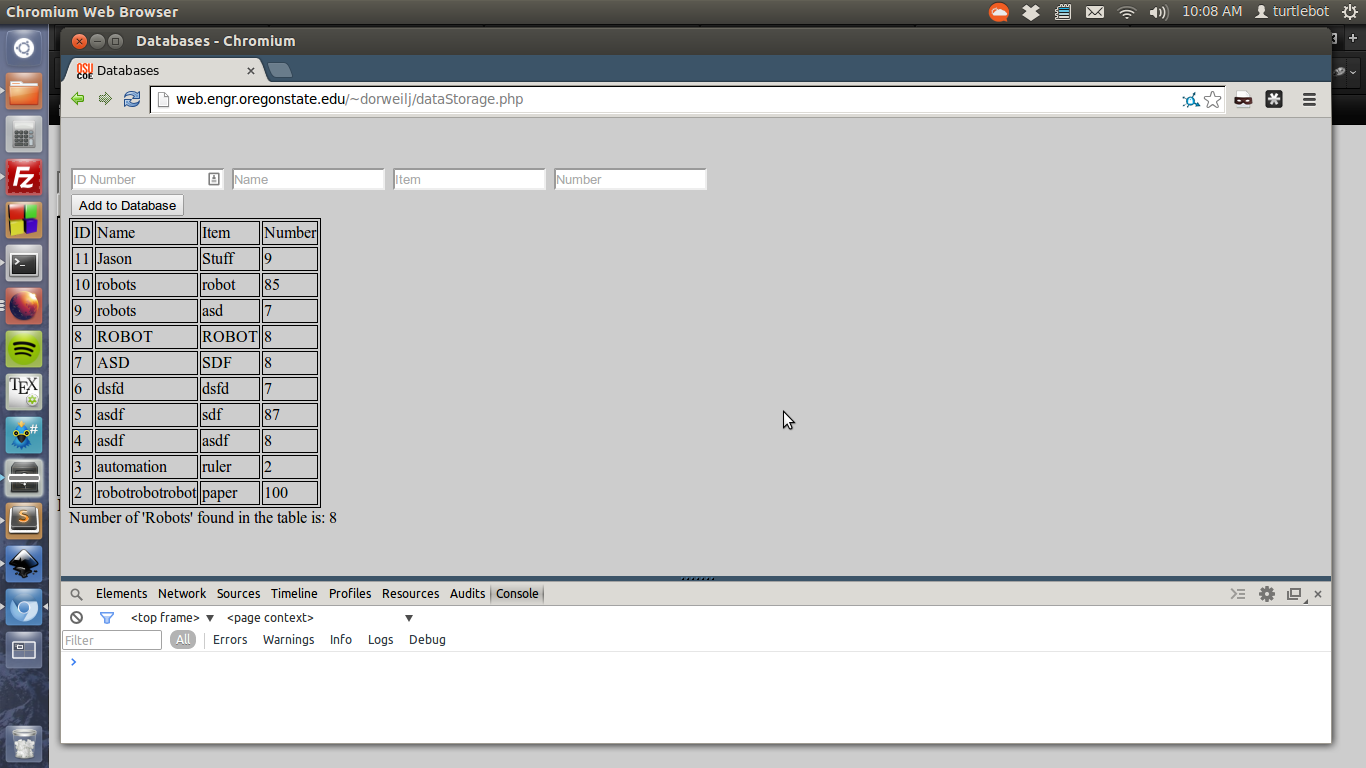 Chromium Web Browser 10:08 AM turtlebot
Databases - Chromium
OSU COE Databases
web.engr.oregonstate.edu/~dorweilj/dataStorage.php
ID Number Name Item Number
Add to Database
ID Name Item Number
11 Jason Stuff 9
10 robots robot 85
9 robots asd 7
8 ROBOT ROBOT 8
7 ASD SDF 8
6 dsfd dsfd 7
5 asdf sdf 87
4 asdf asdf 8
3 automation ruler 2
2 robotrobotrobot paper 100
Number of 'Robots' found in the table is: 8
Elements Network Sources Timeline Profiles Resources Audits Console
<top frame> <page context>
Filter All Errors Warnings Info Logs Debug
Fz
TEX
#
S